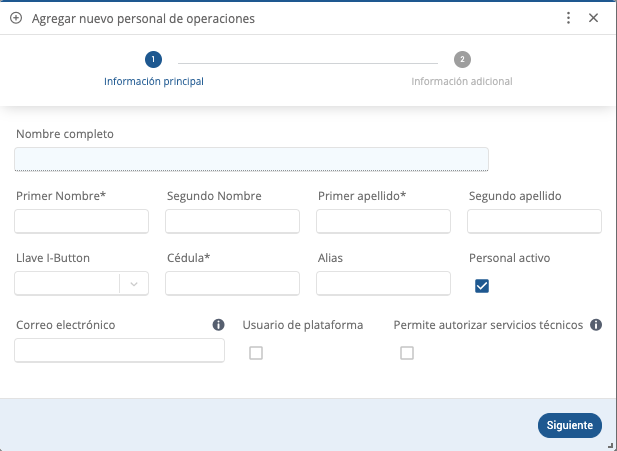 Agregar nuevo personal de operaciones
1
2
Información principal
Información adicional
Nombre completo
Primer Nombre*
Segundo Nombre
Primer apellido*
Segundo apellido
Llave I-Button
Cédula*
Alias
Personal activo
Correo electrónico
Usuario de plataforma
Permite autorizar servicios técnicos
Siguiente